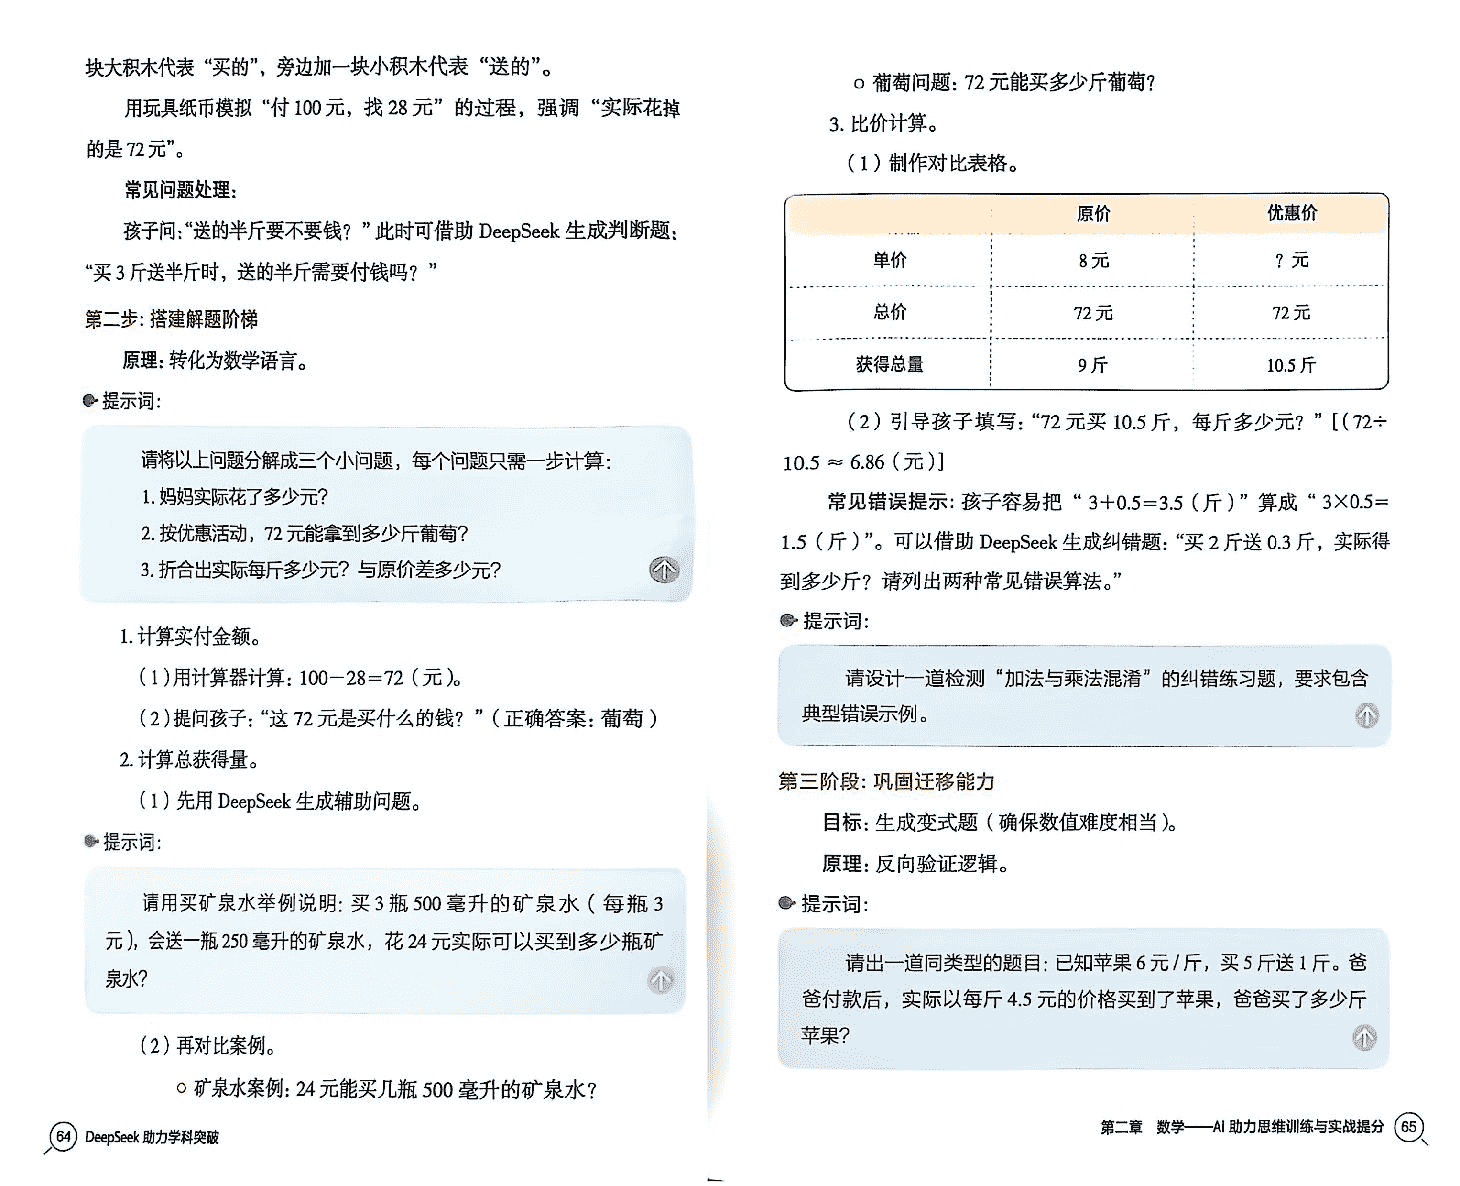 块大积木代表“买的”，旁边加一块小积木代表“送的”。
用玩具纸币模拟“付 100 元，找 28 元”的过程，强调“实际花掉
的是 72 元”。
常见问题处理：
孩子问：“送的半斤要不要钱？”此时可借助 DeepSeek 生成判断题：
“买 3 斤送半斤时，送的半斤需要付钱吗？”
第二步：搭建解题阶梯
原理：转化为数学语言。
提示词：
请将以上问题分解成三个小问题，每个问题只需一步计算：
1. 妈妈实际花了多少元？
2. 按优惠活动，72 元能拿到多少斤葡萄？
3. 折合出实际每斤多少元？与原价差多少元？
1. 计算实付金额。
（1）用计算器计算：100－28=72（元）。
（2）提问孩子：“这 72 元是买什么的钱？”（正确答案：葡萄）
2. 计算总获得量。
（1）先用 DeepSeek 生成辅助问题。
提示词：
请用买矿泉水举例说明：买 3 瓶 500 毫升的矿泉水（每瓶 3
元），会送一瓶 250 毫升的矿泉水，花 24 元实际可以买到多少瓶矿
泉水？
（2）再对比案例。
○ 矿泉水案例：24 元能买几瓶 500 毫升的矿泉水？
64 DeepSeek 助力学科突破
○ 葡萄问题：72 元能买多少斤葡萄？
3. 比价计算。
（1）制作对比表格。
原价 优惠价
单价 8 元 ？元
总价 72 元 72 元
获得总量 9 斤 10.5 斤
（2）引导孩子填写：“72 元买 10.5 斤，每斤多少元？”[（72÷
10.5 ≈ 6.86（元）]
常见错误提示：孩子容易把“ 3+0.5=3.5（斤）”算成“ 3×0.5=
1.5（斤）”。可以借助 DeepSeek 生成纠错题：“买 2 斤送 0.3 斤，实际得
到多少斤？请列出两种常见错误算法。”
提示词：
请设计一道检测“加法与乘法混淆”的纠错练习题，要求包含
典型错误示例。
第三阶段：巩固迁移能力
目标：生成变式题（确保数值难度相当）。
原理：反向验证逻辑。
提示词：
请出一道同类型的题目：已知苹果 6 元 / 斤，买 5 斤送 1 斤。爸
爸付款后，实际以每斤 4.5 元的价格买到了苹果，爸爸买了多少斤
苹果？
第二章 数学——AI 助力思维训练与实战提分 65